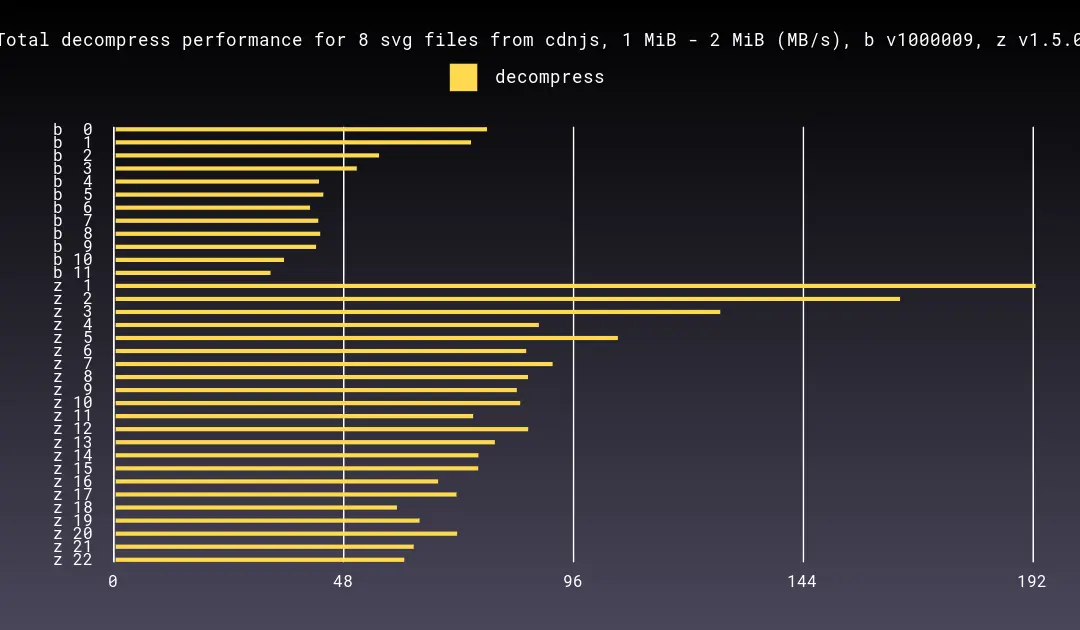 Total decompress performance for 8 svg files from cdnjs, 1 MiB - 2 MiB (MB/s), b v1000009, z v1.5.0
decompress
b 0
b 1
b 2
b 3
b 4
b 5
b 6
b 7
b 8
b 9
b 10
b 11
z 1
z 2
z 3
z 4
z 5
z 6
z 7
z 8
z 9
z 10
z 11
z 12
z 13
z 14
z 15
z 16
z 17
z 18
z 19
z 20
z 21
z 22
0 48 96 144 192